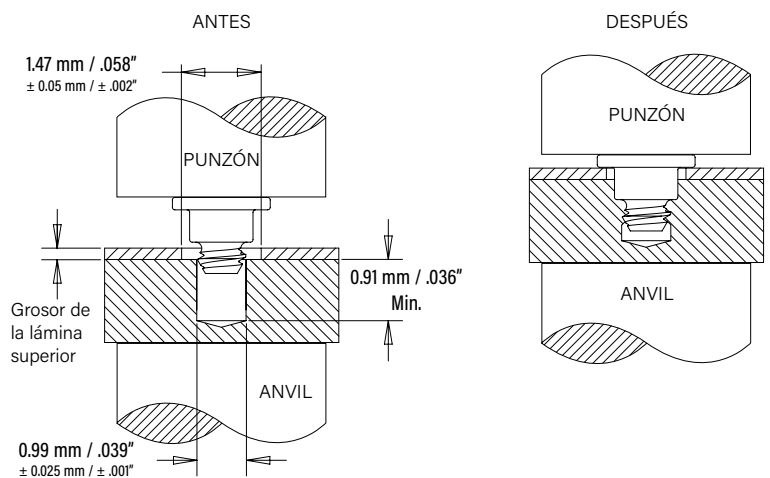 ANTES
DESPUÉS
1.47 mm / .058″
± 0.05 mm / ± .002″
PUNZÓN
PUNZÓN
0.91 mm / .036″
Min.
Grosor de
la lámina
superior
ANVIL
ANVIL
0.99 mm / .039″
± 0.025 mm / ± .001″